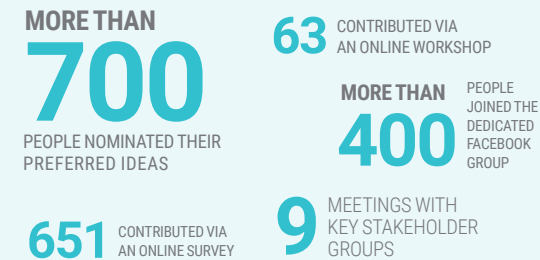 MORE THAN
700
PEOPLE NOMINATED THEIR
PREFERRED IDEAS
63
CONTRIBUTED VIA
AN ONLINE WORKSHOP
MORE THAN
400
PEOPLE
JOINED THE
DEDICATED
FACEBOOK
GROUP
651
CONTRIBUTED VIA
AN ONLINE SURVEY
9
MEETINGS WITH
KEY STAKEHOLDER
GROUPS